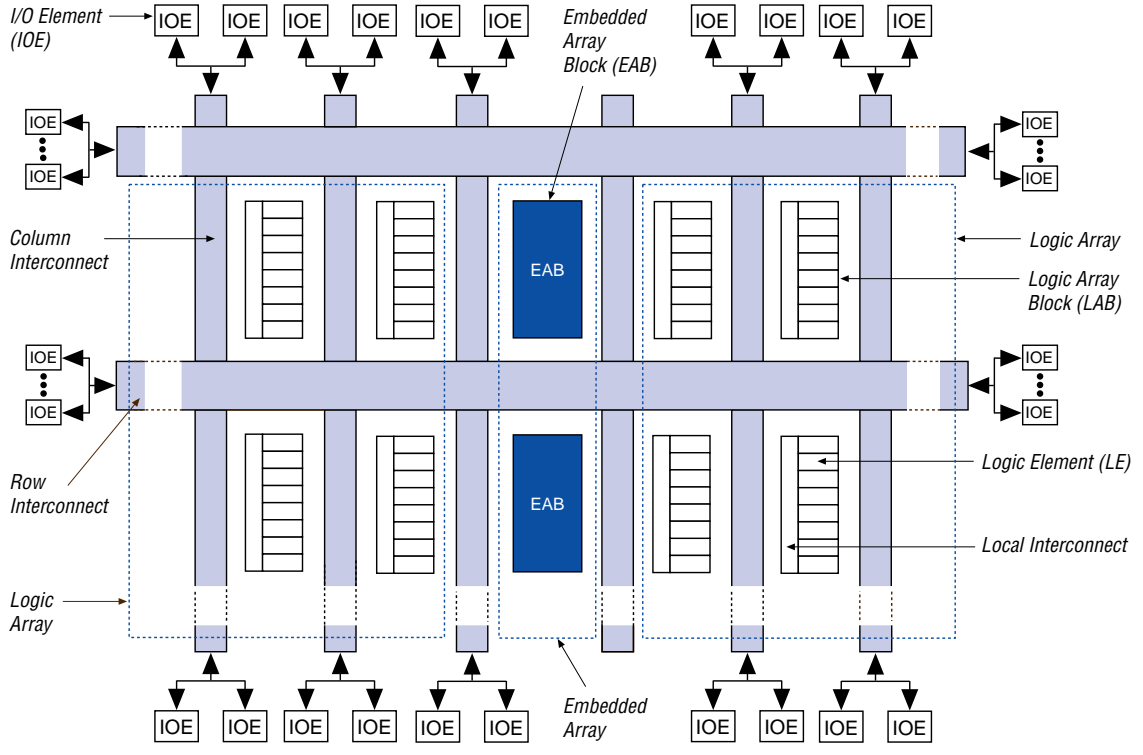 I/O Element
(IOE)
IOE IOE IOE IOE IOE IOE
Embedded
Array
Block (EAB)
IOE IOE IOE IOE
IOE
IOE
IOE
IOE
Column
Interconnect
EAB
Logic Array
Logic Array
Block (LAB)
IOE
IOE
IOE
IOE
Row
Interconnect
EAB
Logic Element (LE)
Local Interconnect
Logic
Array
IOE IOE IOE IOE IOE IOE
Embedded
Array
IOE IOE IOE IOE